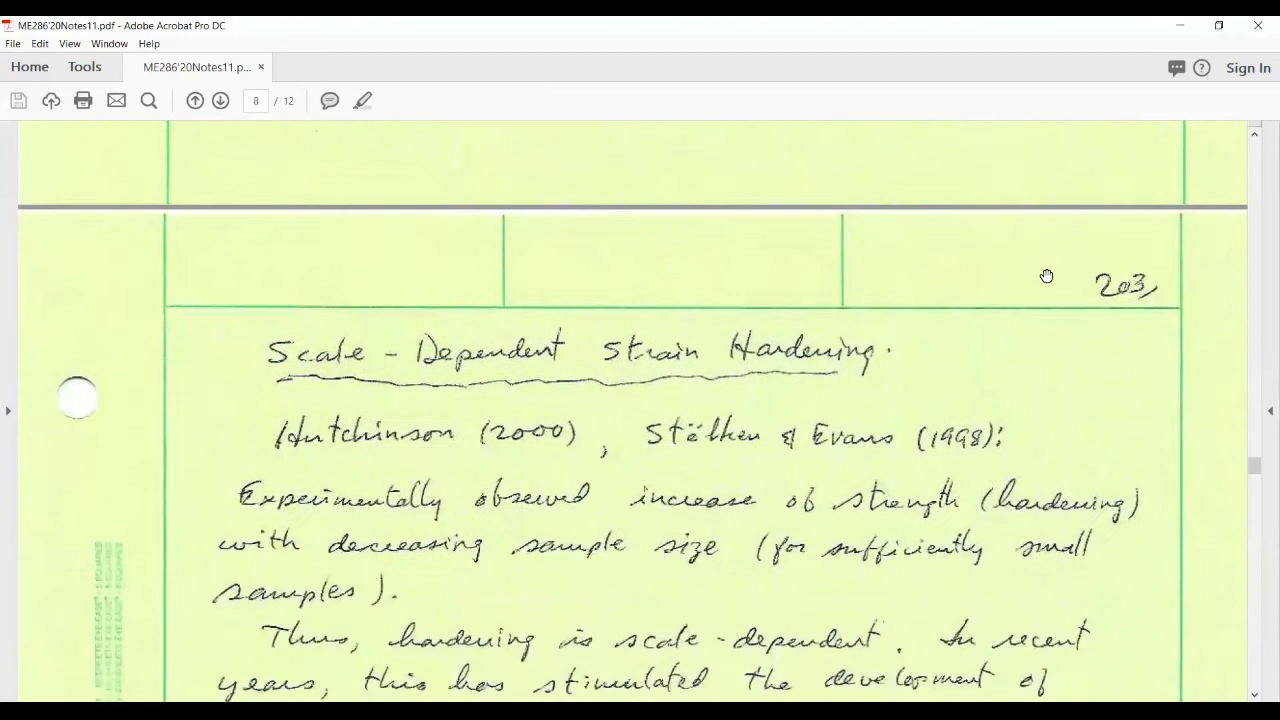 ME286'20Notes11.pdf - Adobe Acrobat Pro DC
File Edit View Window Help
Home Tools ME286'20Notes11.p... × Sign In
8 / 12
203,
Scale - Dependent Strain Hardening.
Hutchinson (2000), Stölken & Evans (1998):
Experimentally observed increase of strength (hardening)
with decreasing sample size (for sufficiently small
samples).
Thus, hardening is scale-dependent. In recent
years, this has stimulated the development of